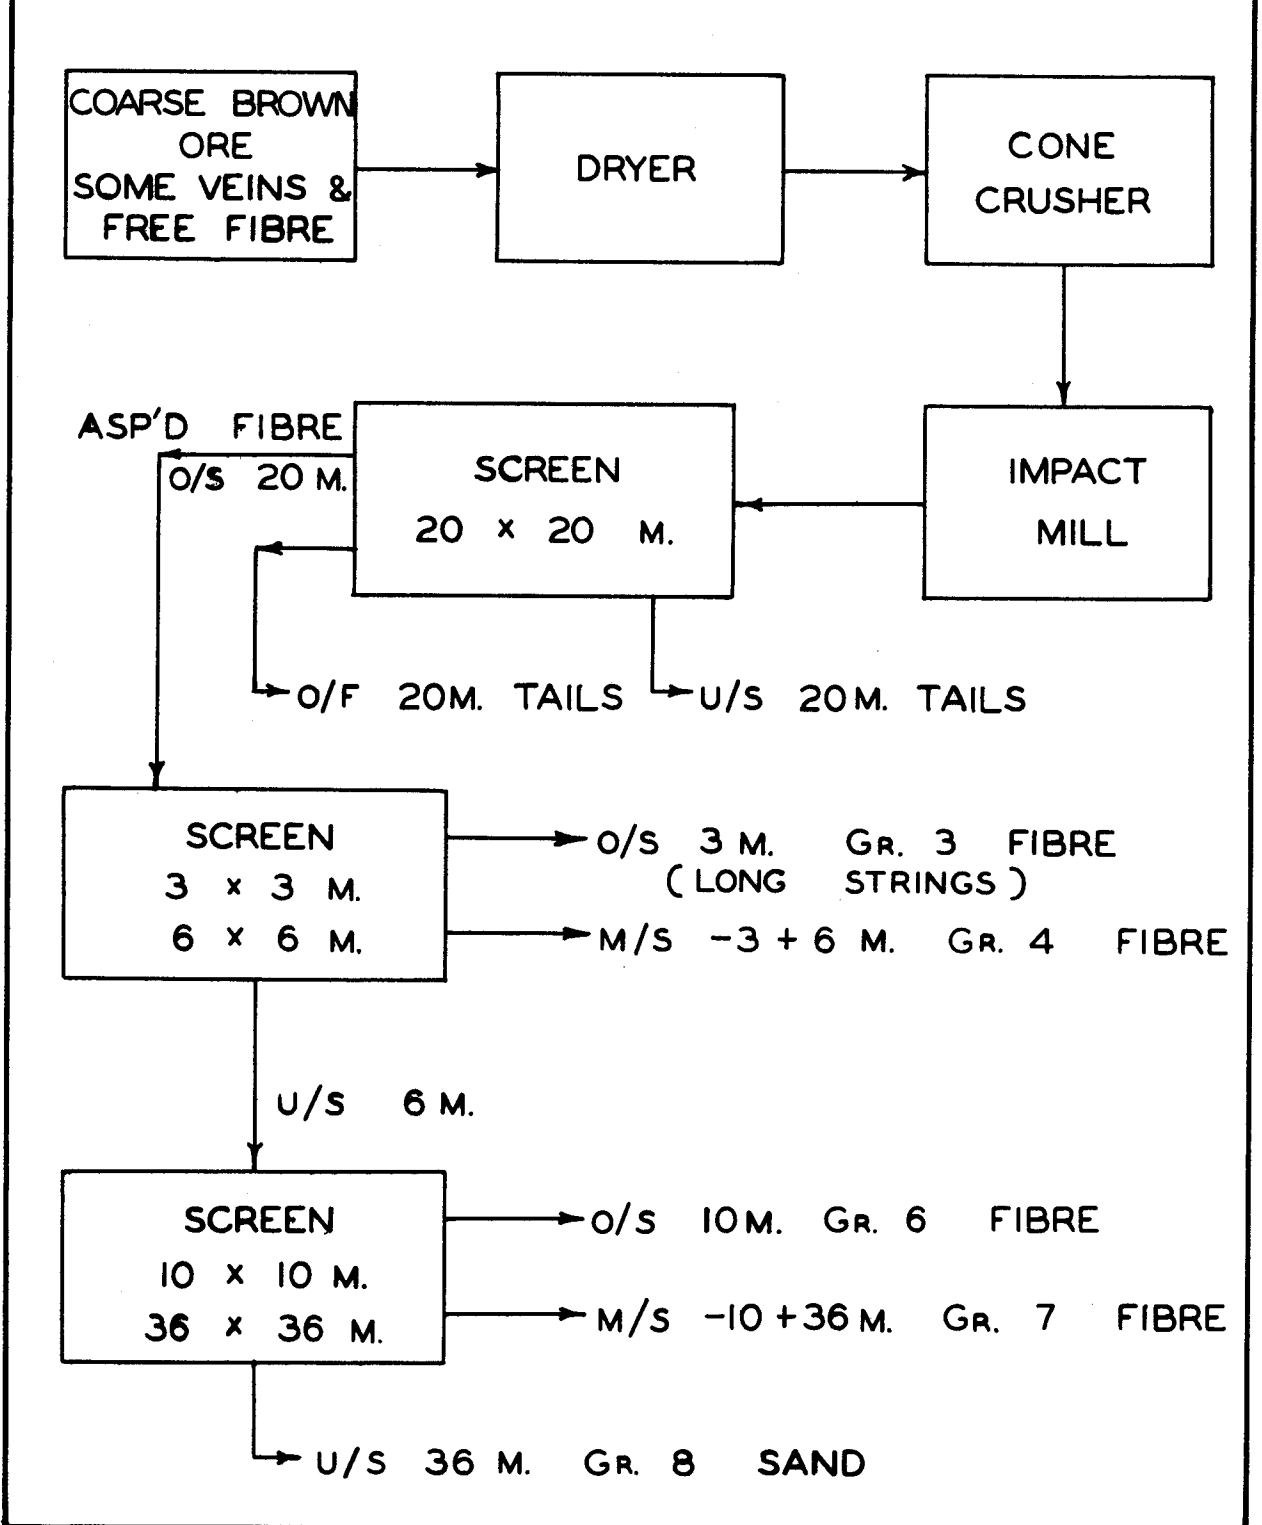 COARSE BROWN
ORE
SOME VEINS &
FREE FIBRE
DRYER
CONE
CRUSHER
IMPACT
MILL
SCREEN
20 x 20 M.
ASP'D FIBRE
O/S 20 M.
O/F 20M. TAILS
U/S 20M. TAILS
SCREEN
3 x 3 M.
6 x 6 M.
O/S 3 M. GR. 3 FIBRE
(LONG STRINGS)
M/S -3 + 6 M. GR. 4 FIBRE
U/S 6 M.
SCREEN
10 x 10 M.
36 x 36 M.
O/S 10M. GR. 6 FIBRE
M/S -10 +36M. GR. 7 FIBRE
U/S 36 M. GR. 8 SAND